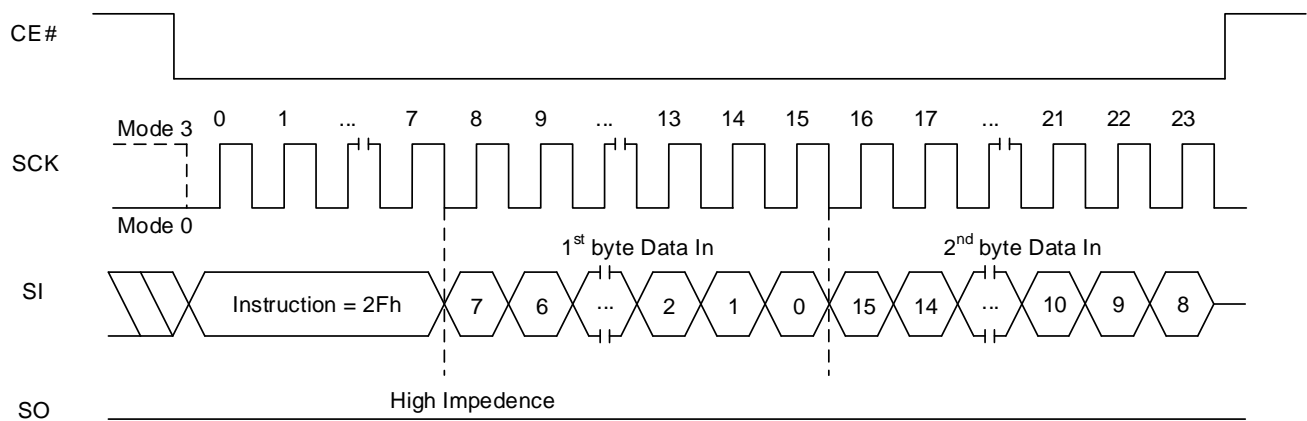 CE#
0 1 ... 7 8 9 ... 13 14 15 16 17 ... 21 22 23
Mode 3
SCK
Mode 0
1st byte Data In 2nd byte Data In
SI Instruction = 2Fh 7 6 ... 2 1 0 15 14 ... 10 9 8
High Impedence
SO